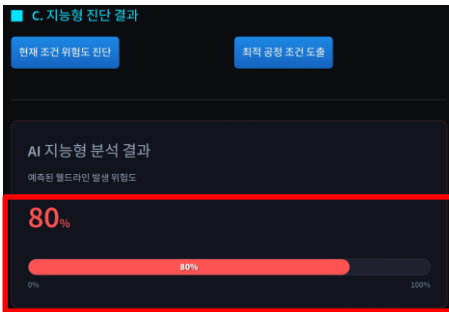 C. 지능형 진단 결과
현재 조건 위험도 진단
최적 공정 조건 도출
AI 지능형 분석 결과
예측된 웰드라인 발생 위험도
80%
80%
0%
100%